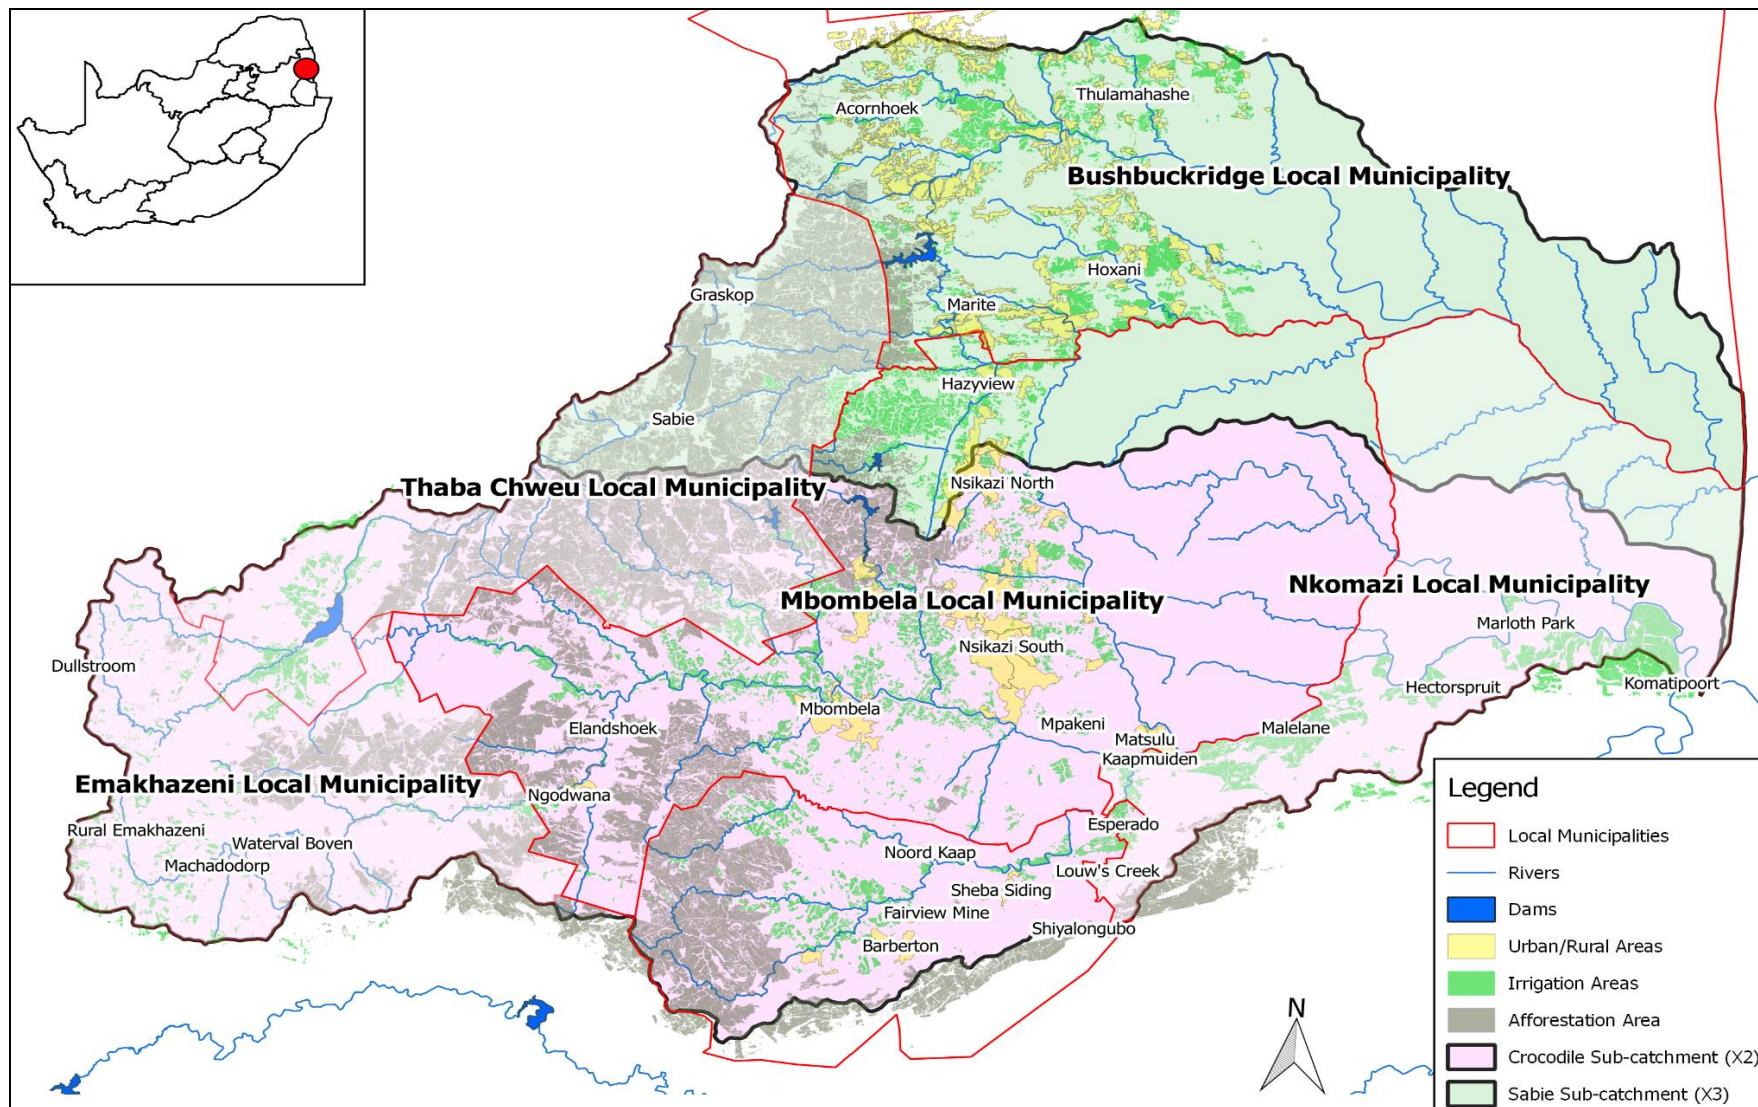 Acornhoek
Thulamahashe
Bushbuckridge Local Municipality
Graskop
Hoxani
Marite
Hazyview
Sabie
Thaba Chweu Local Municipality
Nsikazi North
Mbombela Local Municipality
Nkomazi Local Municipality
Marloth Park
Nsikazi South
Dullstroom
Hectorspruit
Komatipoort
Mbombela
Elandshoek
Mpakeni
Matsulu
Malelane
Kaapmuiden
Emakhazeni Local Municipality
Ngodwana
Rural Emakhazeni
Waterval Boven
Machadodorp
Esperado
Noord Kaap
Louw's Creek
Sheba Siding
Fairview Mine
Shiyalongubo
Barberton
N
Legend
Local Municipalities
Rivers
Dams
Urban/Rural Areas
Irrigation Areas
Afforestation Area
Crocodile Sub-catchment (X2)
Sabie Sub-catchment (X3)